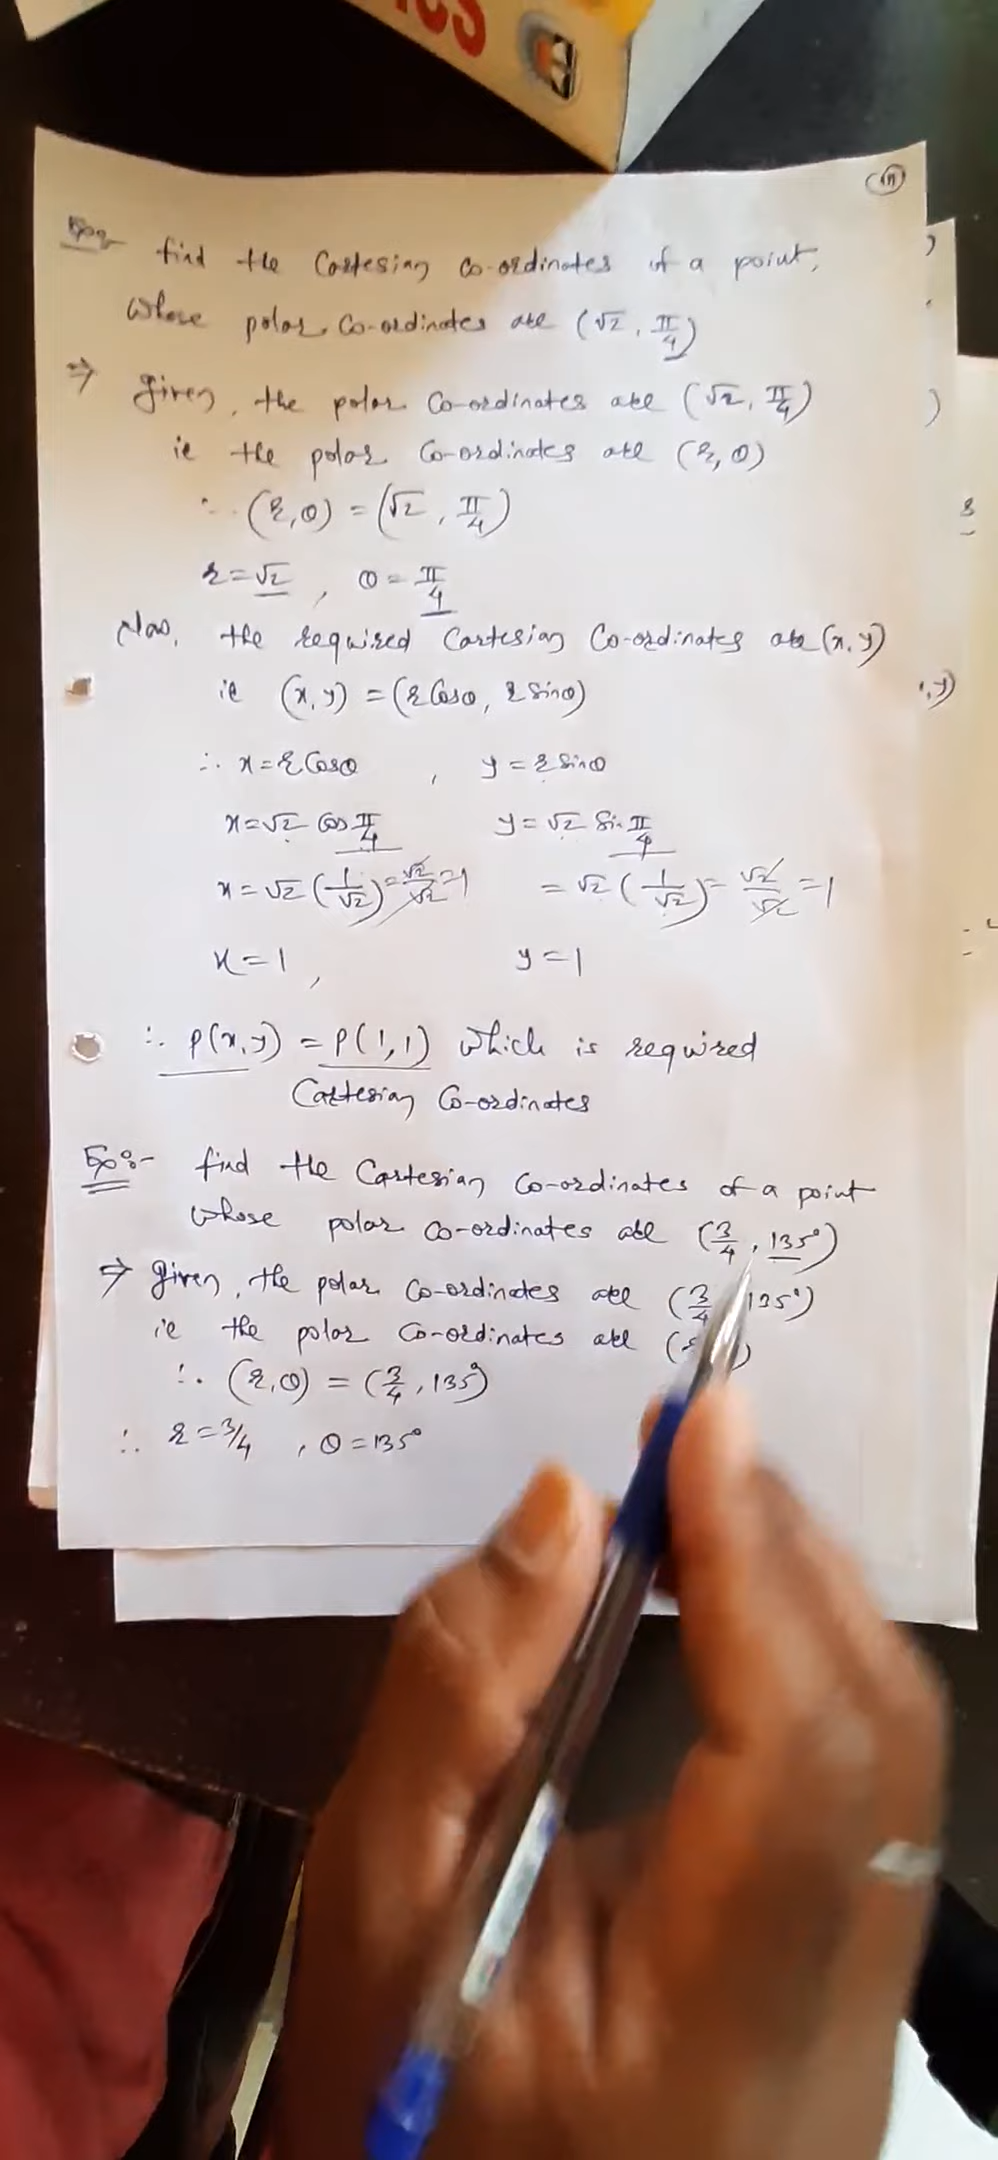 ICS
(11)
Exp:- find the Cartesian Co-ordinates of a point,
whose polar Co-ordinates are (√2, π/4)
⇒ given, the polar Co-ordinates are (√2, π/4)
ie the polar Co-ordinates are (r, θ)
∴ (r, θ) = (√2, π/4)
r = √2 , θ = π/4
Now, the required Cartesian Co-ordinates are (x, y)
ie (x, y) = (r Cosθ, r Sinθ)
∴ x = r Cosθ , y = r Sinθ
x = √2 Cos π/4 y = √2 Sin π/4
x = √2 (1/√2) = √2/√2 = 1 = √2 (1/√2) = √2/√2 = 1
x = 1 , y = 1
∴ P(x, y) = P(1, 1) which is required
Cartesian Co-ordinates
Exp:- find the Cartesian Co-ordinates of a point
whose polar co-ordinates are (3/4, 135°)
⇒ given, the polar Co-ordinates are (3/4 135°)
ie the polar Co-ordinates are (
∴ (r, θ) = (3/4, 135°)
∴ r = 3/4 , θ = 135°